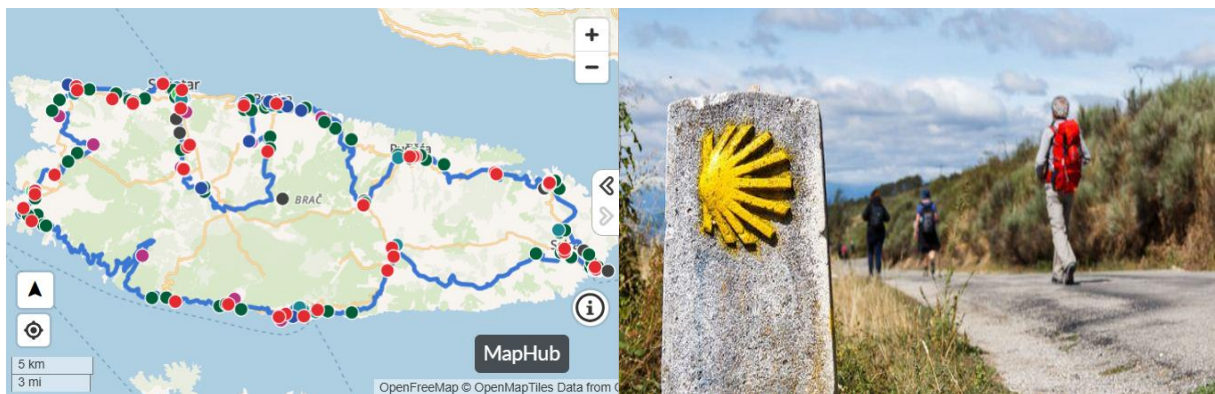 +
−
BRAČ
i
5 km
3 mi
MapHub
OpenFreeMap © OpenMapTiles Data from